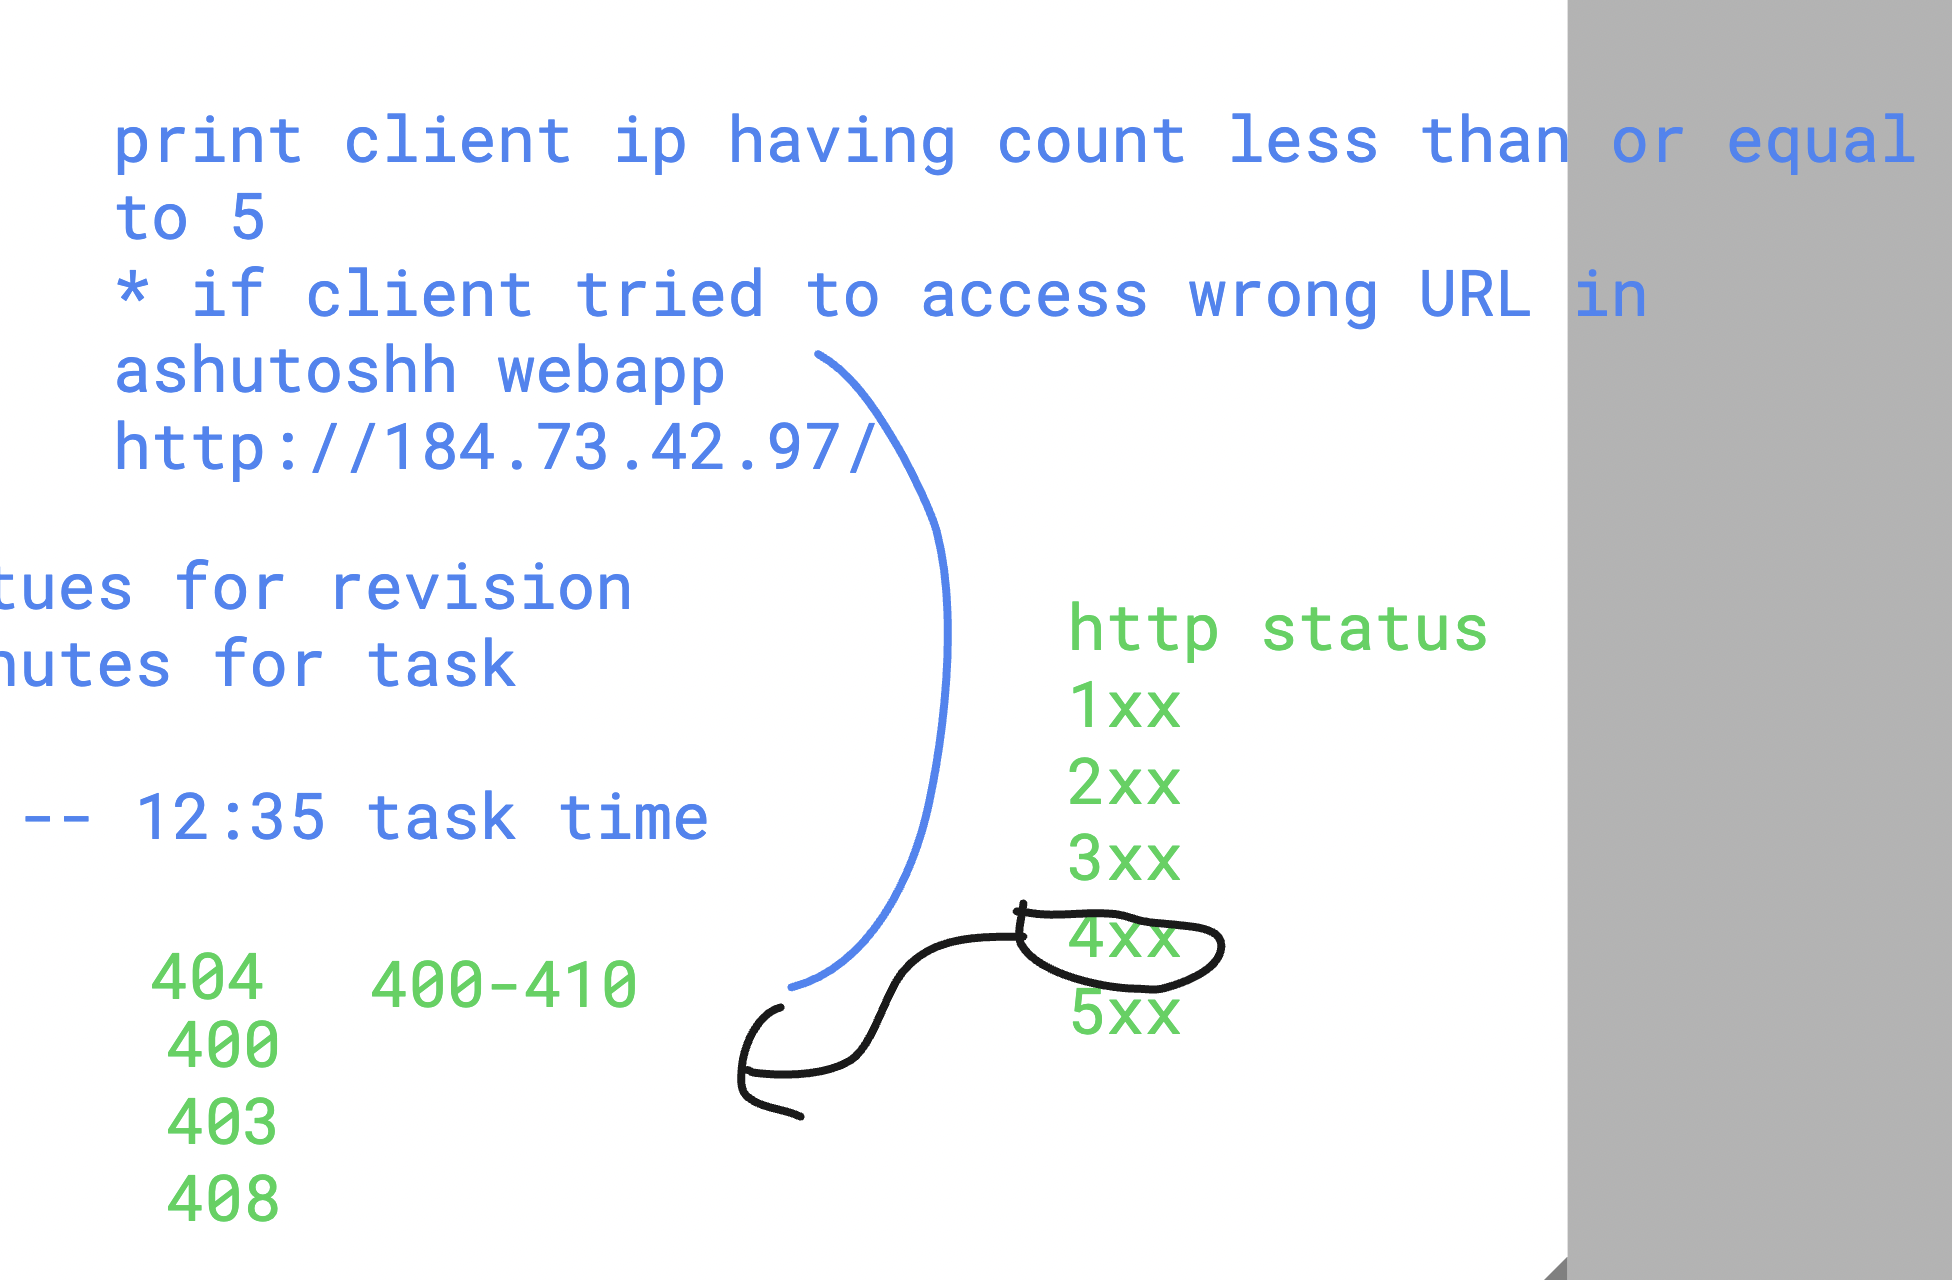 print client ip having count less than or equal
to 5
* if client tried to access wrong URL in
ashutoshh webapp
http://184.73.42.97/
tues for revision
nutes for task
-- 12:35 task time
http status
1xx
2xx
3xx
4xx
5xx
404 400-410
400
403
408